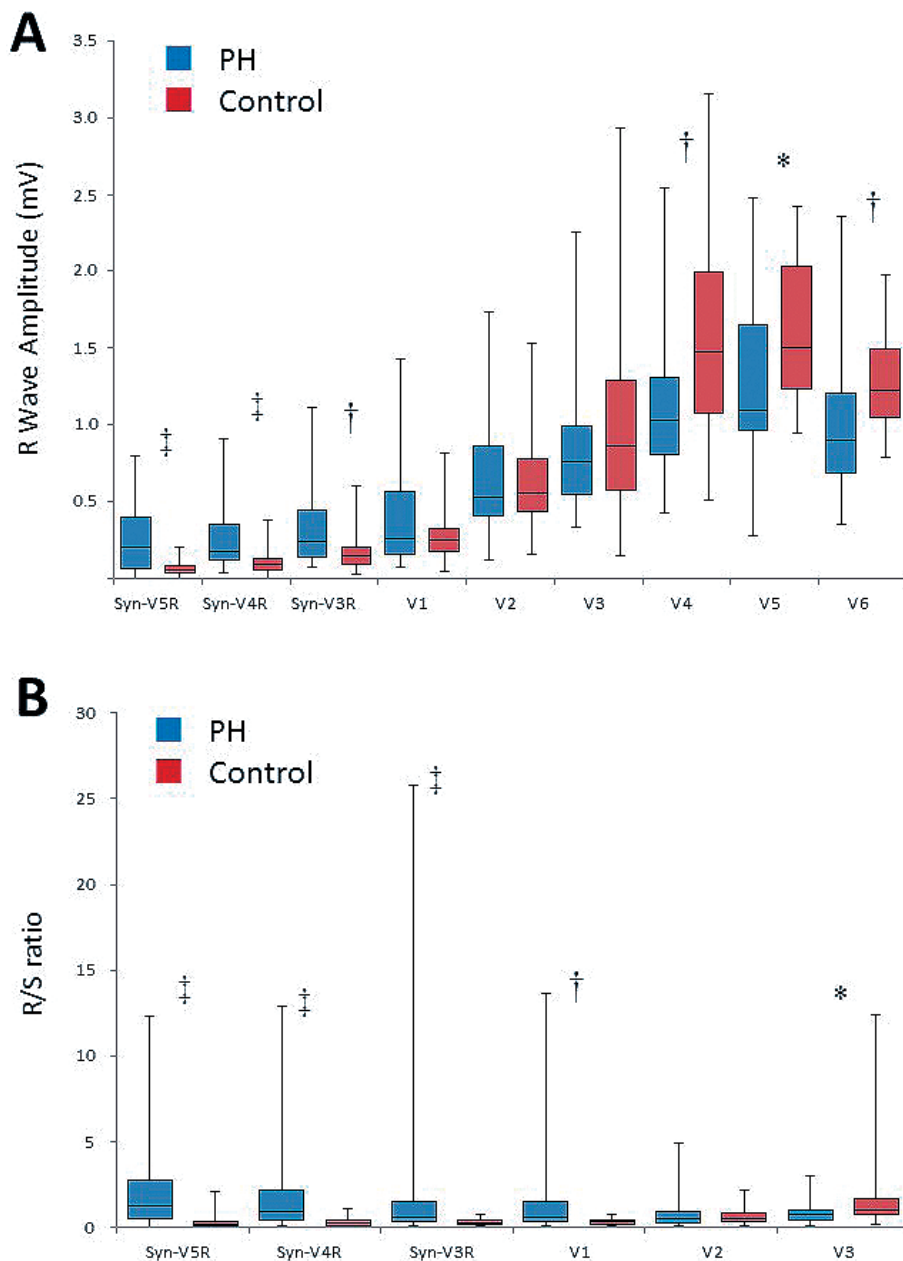 A
R Wave Amplitude (mV)
3.5
3.0
2.5
2.0
1.5
1.0
0.5
PH
Control
‡
‡
†
†
*
†
Syn-V5R Syn-V4R Syn-V3R V1 V2 V3 V4 V5 V6
B
R/S ratio
30
25
20
15
10
5
0
PH
Control
‡
‡
‡
†
*
Syn-V5R Syn-V4R Syn-V3R V1 V2 V3